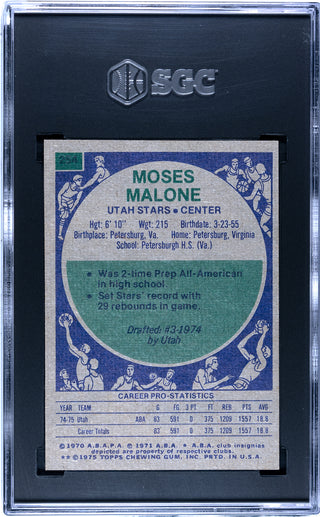 SGC
254
MOSES
MALONE
UTAH STARS • CENTER
Hgt: 6' 10" Wgt: 215 Birthdate: 3-23-55
Birthplace: Petersburg, Va. Home: Petersburg, Virginia
School: Petersburgh H.S. (Va.)
• Was 2-time Prep All-American
in high school.
• Set Stars' record with
29 rebounds in game.
Drafted: #3-1974
by Utah
CAREER PRO-STATISTICS
YEAR TEAM G FG 3 PT FT REB PTS AVG
74-75 Utah ABA 83 591 0 375 1209 1557 18.8
Career Totals 83 591 0 375 1209 1557 18.8
©1970 A.B.A.P.A. ©1971 A.B.A. • A.B.A. club insignias
depicted are property of respective clubs.
©1975 TOPPS CHEWING GUM, INC. PRTD. IN U.S.A.